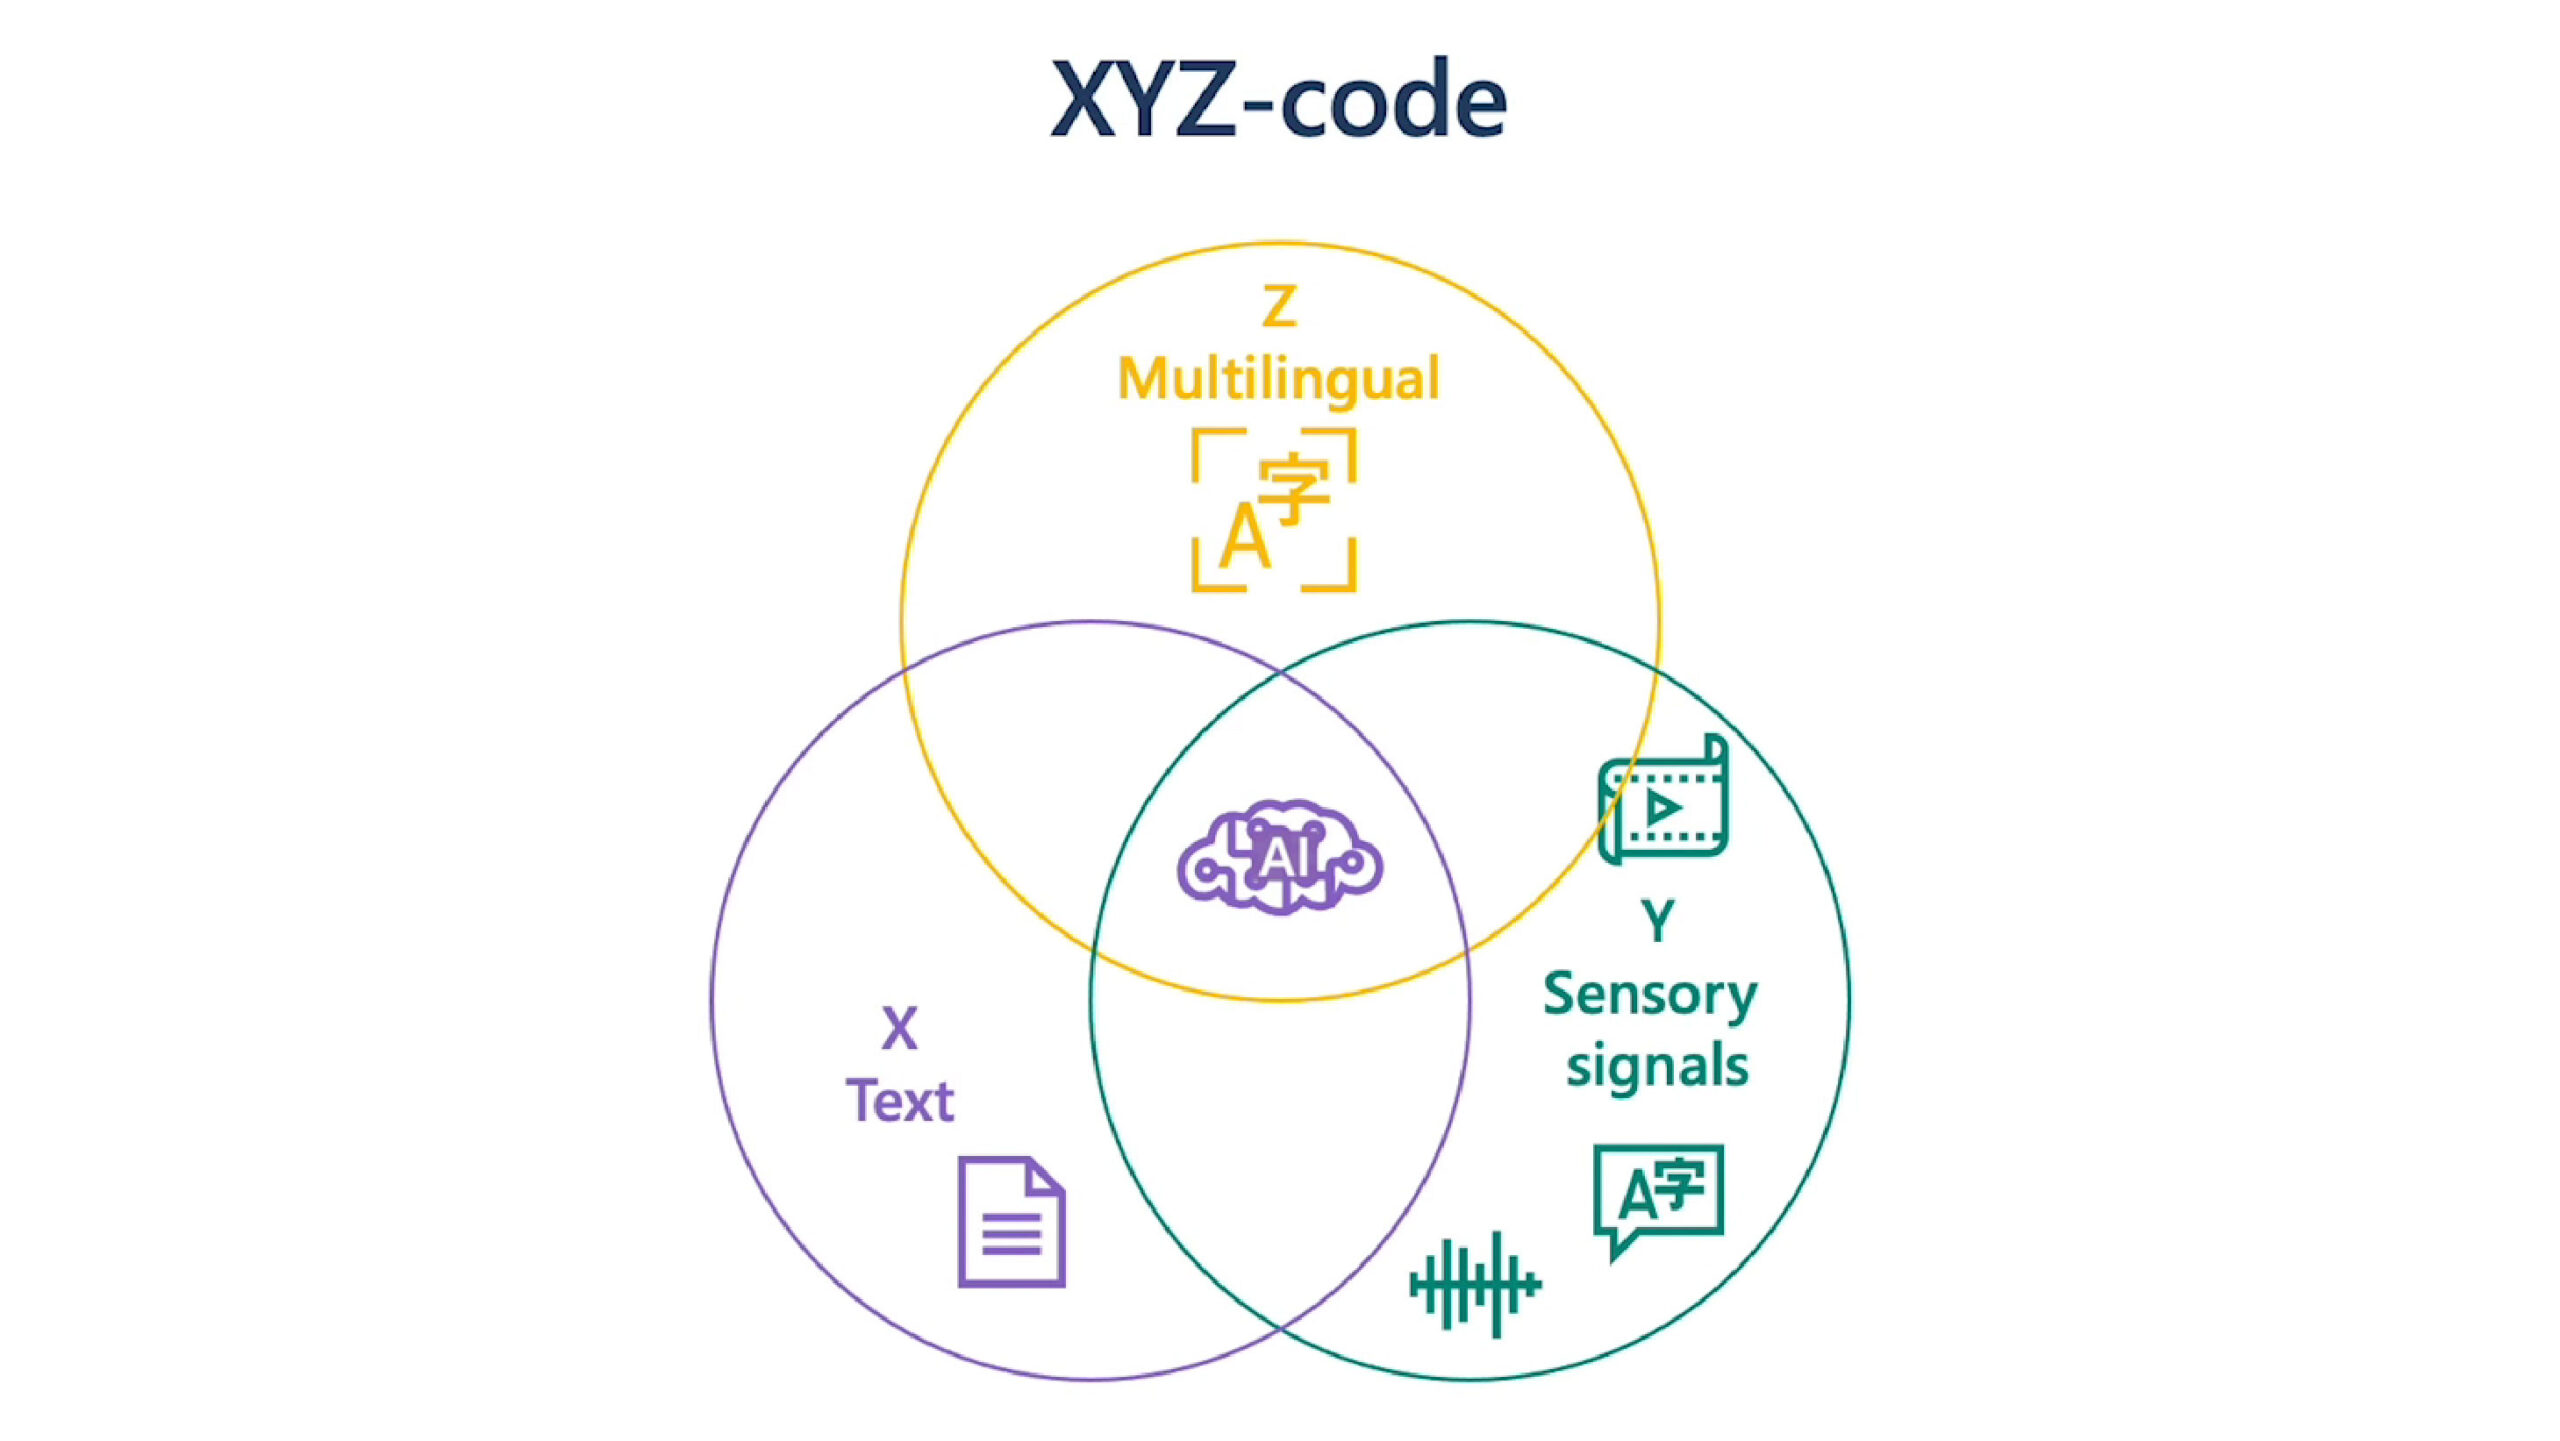 XYZ-code
Z
Multilingual
A字
AI
Y
Sensory
signals
X
Text
A字